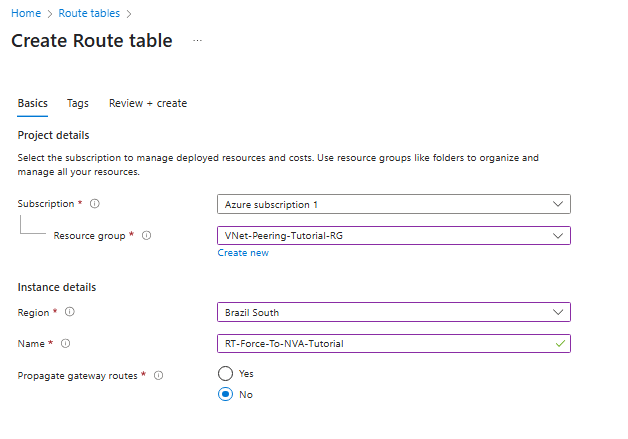 Home > Route tables >
Create Route table ...
Basics Tags Review + create
Project details
Select the subscription to manage deployed resources and costs. Use resource groups like folders to organize and
manage all your resources.
Subscription * Azure subscription 1
Resource group * VNet-Peering-Tutorial-RG
Create new
Instance details
Region * Brazil South
Name * RT-Force-To-NVA-Tutorial
Propagate gateway routes * Yes
No